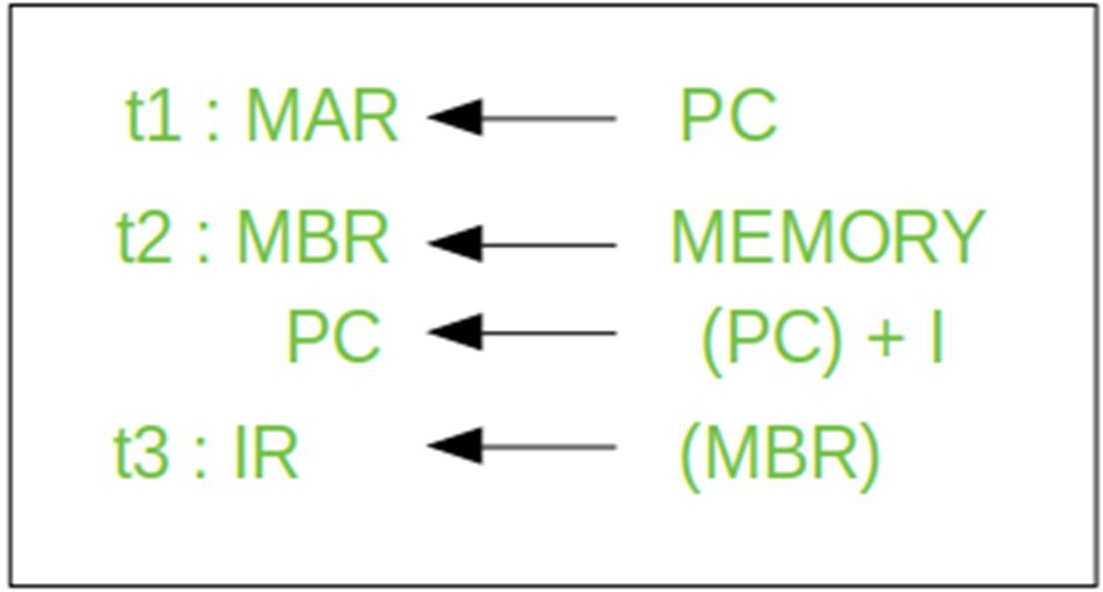 t1 : MAR ← PC
t2 : MBR ← MEMORY
PC ← (PC) + I
t3 : IR ← (MBR)